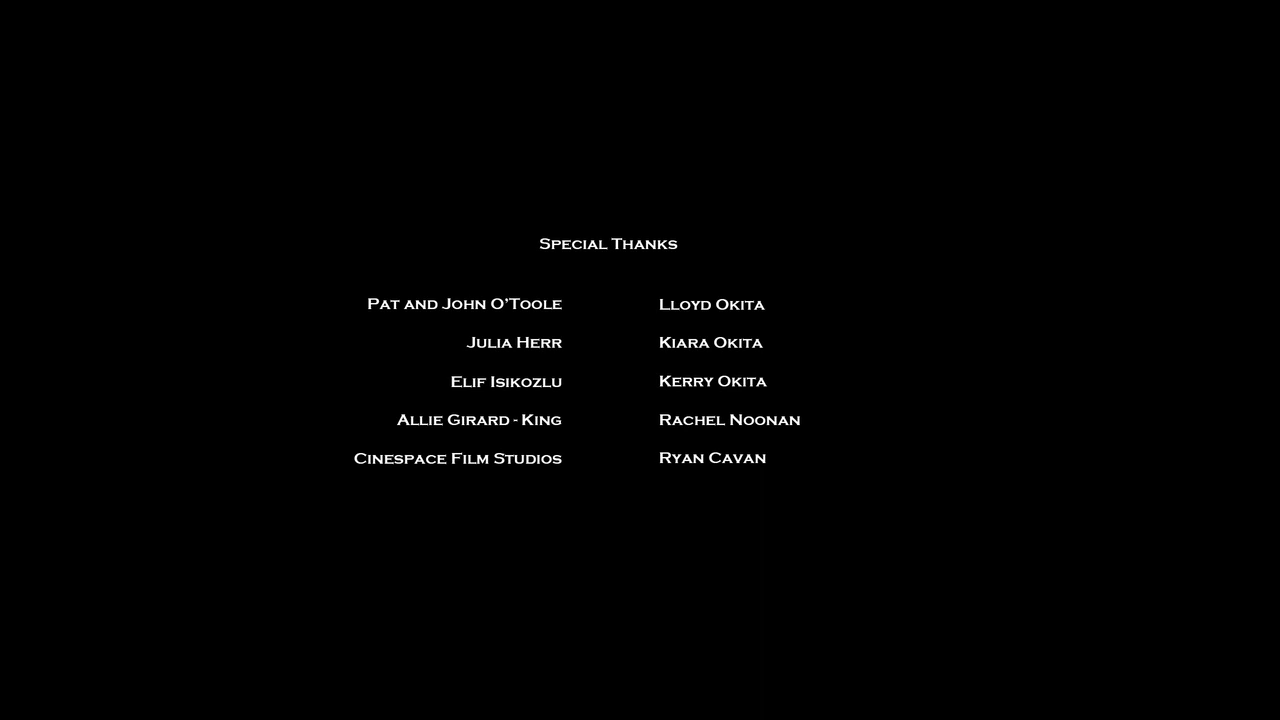 Special Thanks
Pat and John O'Toole
Lloyd Okita
Julia Herr
Kiara Okita
Elif Isikozlu
Kerry Okita
Allie Girard - King
Rachel Noonan
Cinespace Film Studios
Ryan Cavan